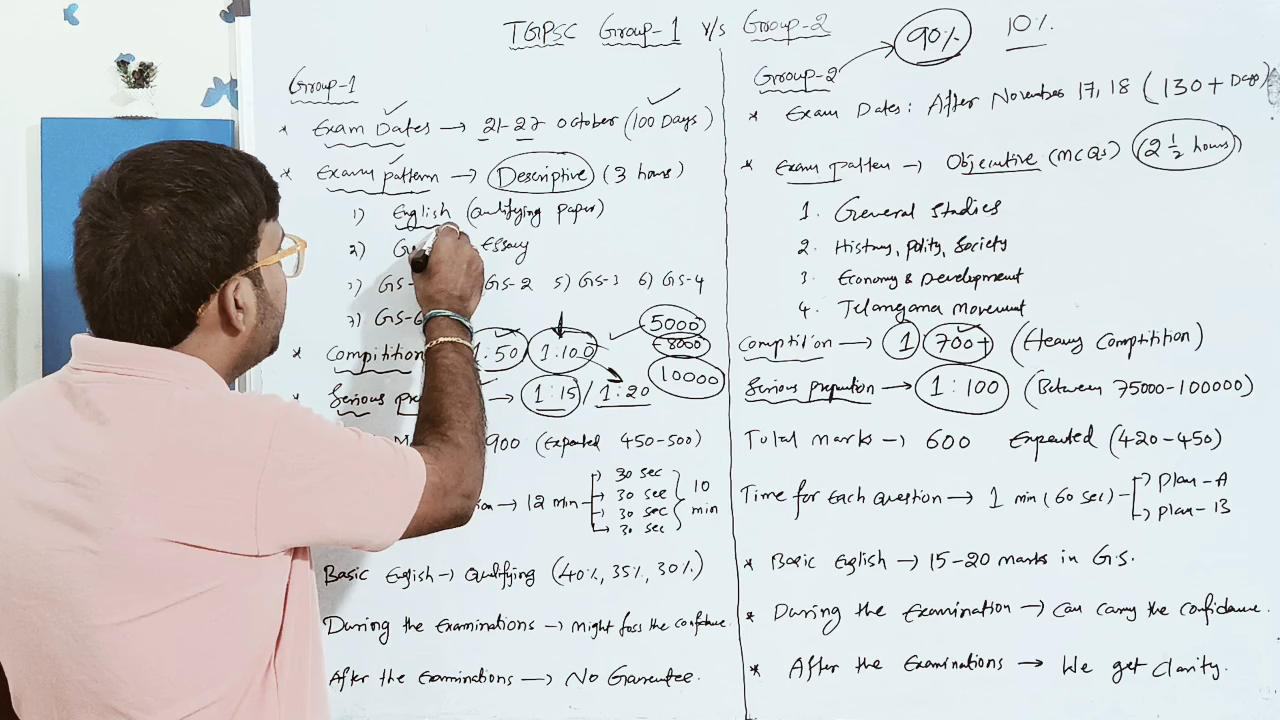 TGPSC Group-1 v/s Group-2
90% 10%
Group-1
* Exam Dates → 21-27 October (100 Days)
* Exam pattern → Descriptive (3 hours)
1) English (Qualifying paper)
2) Essay
GS- GS-2 5) GS-3 6) GS-4
7) GS-6
* Compitition 1:50 1:100 5000 8000 10000
* Serious → 1:15 / 1:20
900 (Expected 450-500)
→ 12 min 30 sec 10 min
30 sec
30 sec
30 sec
Basic English → Qualifying (40%, 35%, 30%)
During the Examinations → might loss the confidence.
After the Examinations → No Garentee.
Group-2
* Exam Dates: After November 17, 18 (130+ Days)
* Exam pattern → Objective (MCQs) (2 1/2 hours)
1. General Studies
2. History, polity, Society
3. Economy & Development
4. Telangana Movement
Comptition → 1 700+ (Heavy Comptition)
Serious prepartion → 1:100 (Between 75000-100000)
Total marks → 600 Expected (420-450)
Time for Each Question → 1 min (60 sec) plan-A
plan-B
* Basic English → 15-20 marks in G.S.
* During the Examination → Can carry the confidence.
* After the Examinations → We get clarity.